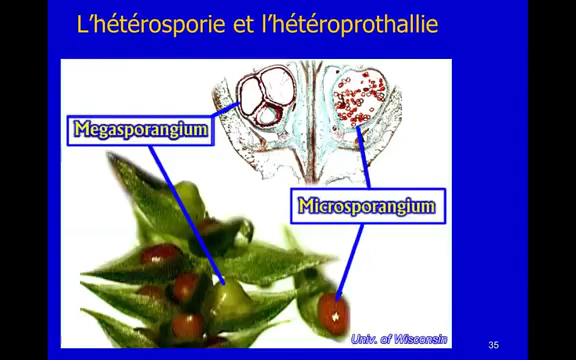 L'hétérosporie et l'hétéroprothallie
Megasporangium
Microsporangium
Univ. of Wisconsin
35